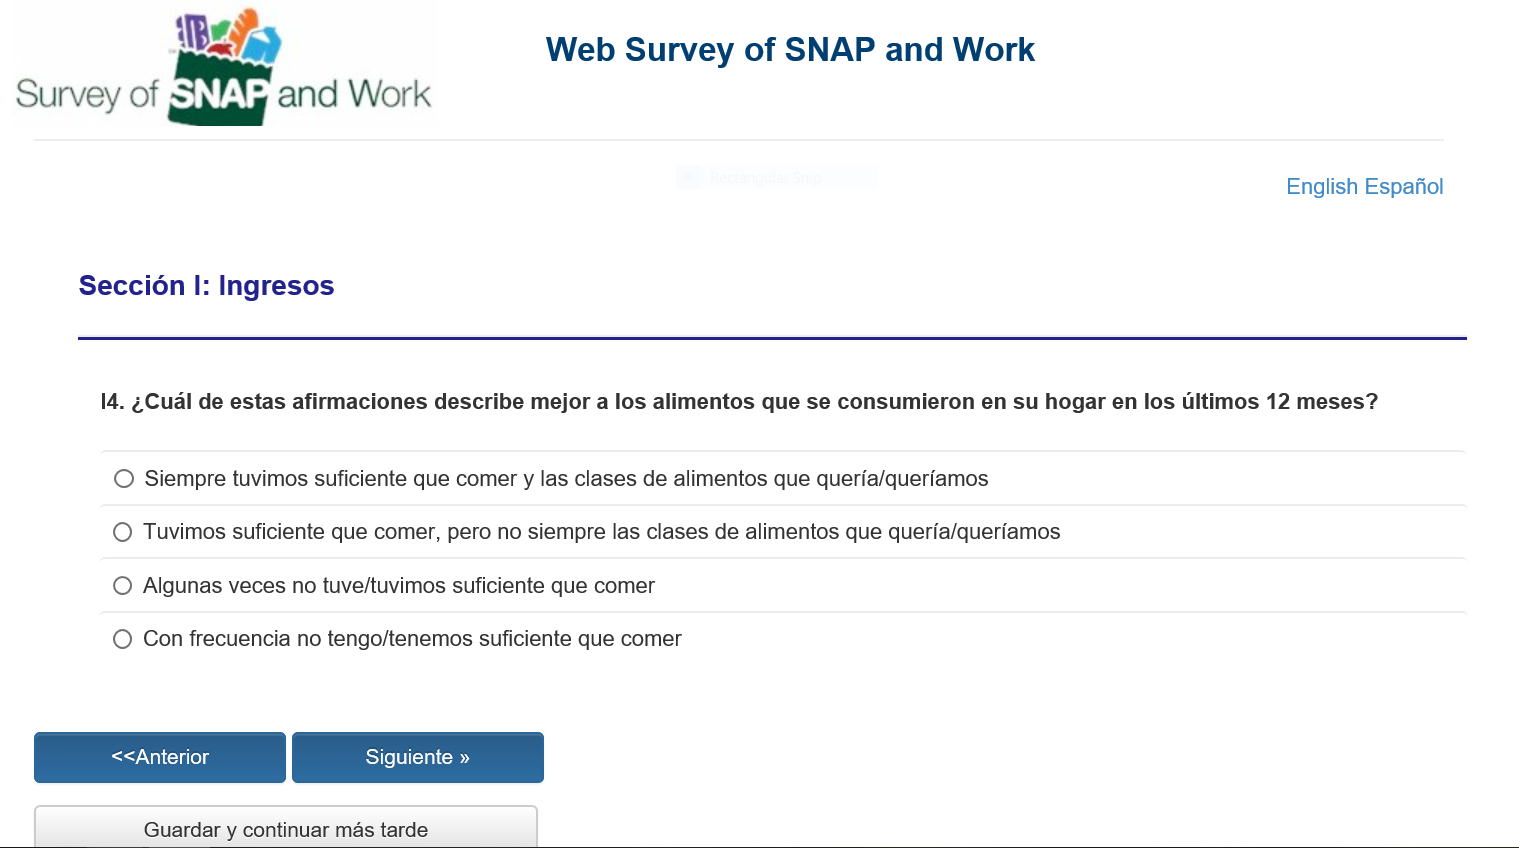 Survey of SNAP and Work
Web Survey of SNAP and Work
Rectangular Snip
English Español
Sección I: Ingresos
I4. ¿Cuál de estas afirmaciones describe mejor a los alimentos que se consumieron en su hogar en los últimos 12 meses?
Siempre tuvimos suficiente que comer y las clases de alimentos que quería/queríamos
Tuvimos suficiente que comer, pero no siempre las clases de alimentos que quería/queríamos
Algunas veces no tuve/tuvimos suficiente que comer
Con frecuencia no tengo/tenemos suficiente que comer
<<Anterior
Siguiente »
Guardar y continuar más tarde